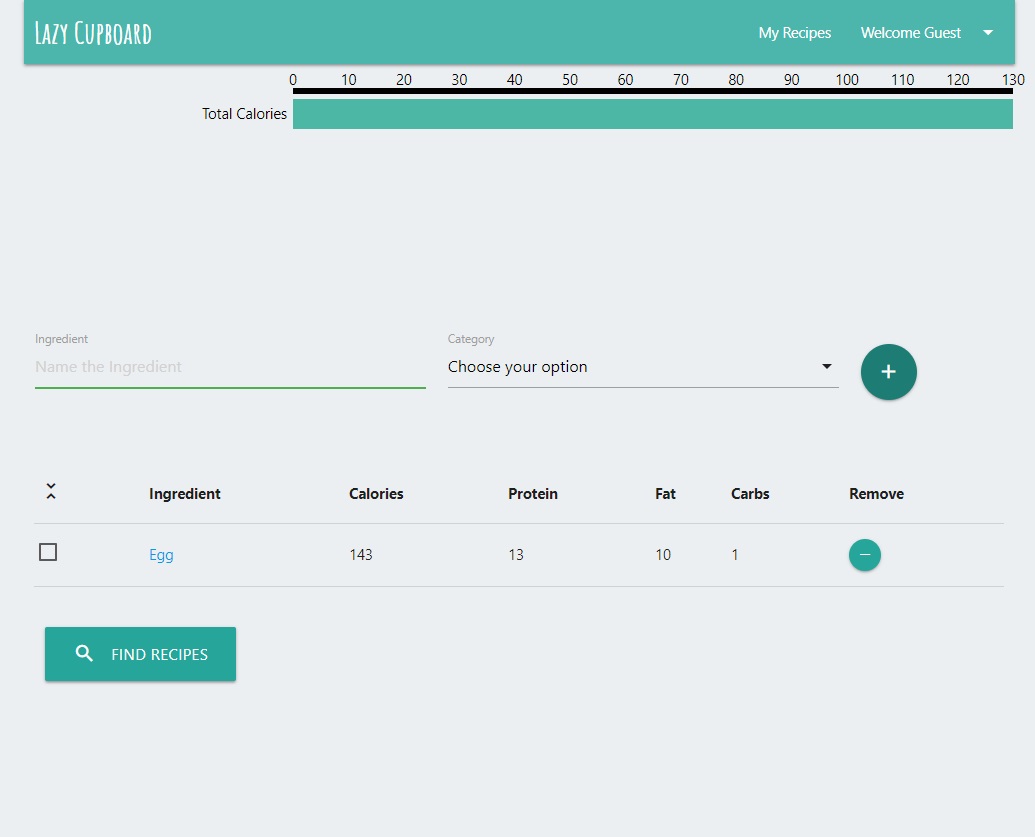 Lazy Cupboard My Recipes Welcome Guest
0 10 20 30 40 50 60 70 80 90 100 110 120 130
Total Calories
Ingredient Category
Name the Ingredient Choose your option
Ingredient Calories Protein Fat Carbs Remove
Egg 143 13 10 1
FIND RECIPES